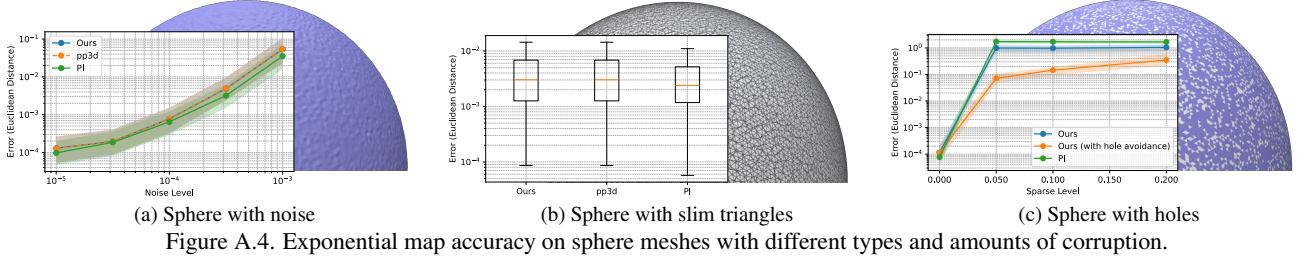 10⁻¹
10⁻²
10⁻³
10⁻⁴
Error (Euclidean Distance)
Ours
pp3d
PI
10⁻⁵ 10⁻⁴ 10⁻³
Noise Level
(a) Sphere with noise
10⁻²
10⁻³
10⁻⁴
Error (Euclidean Distance)
Ours pp3d PI
(b) Sphere with slim triangles
10⁰
10⁻¹
10⁻²
10⁻³
10⁻⁴
Error (Euclidean Distance)
Ours
Ours (with hole avoidance)
PI
0.000 0.050 0.100 0.150 0.200
Sparse Level
(c) Sphere with holes
Figure A.4. Exponential map accuracy on sphere meshes with different types and amounts of corruption.